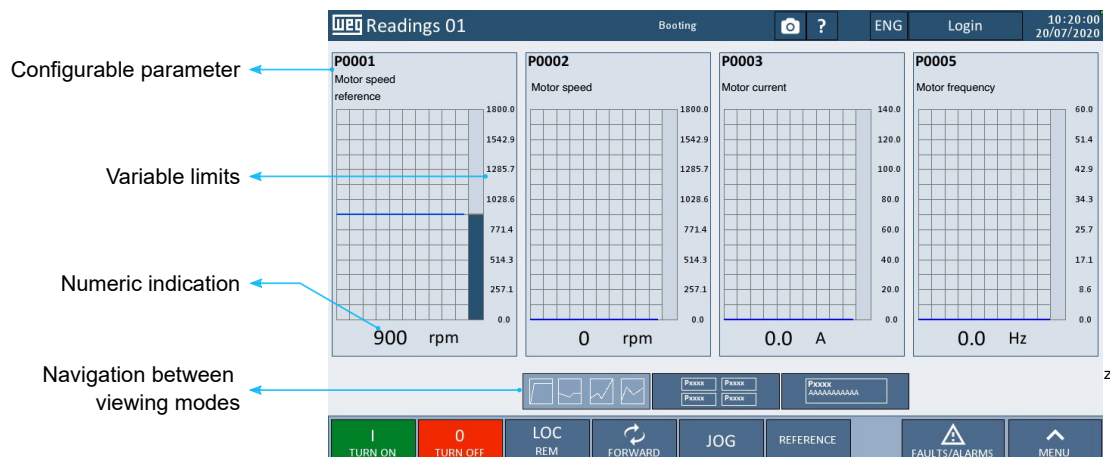 WEG Readings 01
Booting
?
ENG
Login
10:20:00
20/07/2020
Configurable parameter
Variable limits
Numeric indication
Navigation between
viewing modes
P0001
Motor speed
reference
1800.0
1542.9
1285.7
1028.6
771.4
514.3
257.1
0.0
900 rpm
P0002
Motor speed
1800.0
1542.9
1285.7
1028.6
771.4
514.3
257.1
0.0
0 rpm
P0003
Motor current
140.0
120.0
100.0
80.0
60.0
40.0
20.0
0.0
0.0 A
P0005
Motor frequency
60.0
51.4
42.9
34.3
25.7
17.1
8.6
0.0
0.0 Hz
Pxxxx Pxxxx
Pxxxx Pxxxx
Pxxxx
AAAAAAAAAAA
z
I
TURN ON
0
TURN OFF
LOC
REM
FORWARD
JOG
REFERENCE
FAULTS/ALARMS
MENU